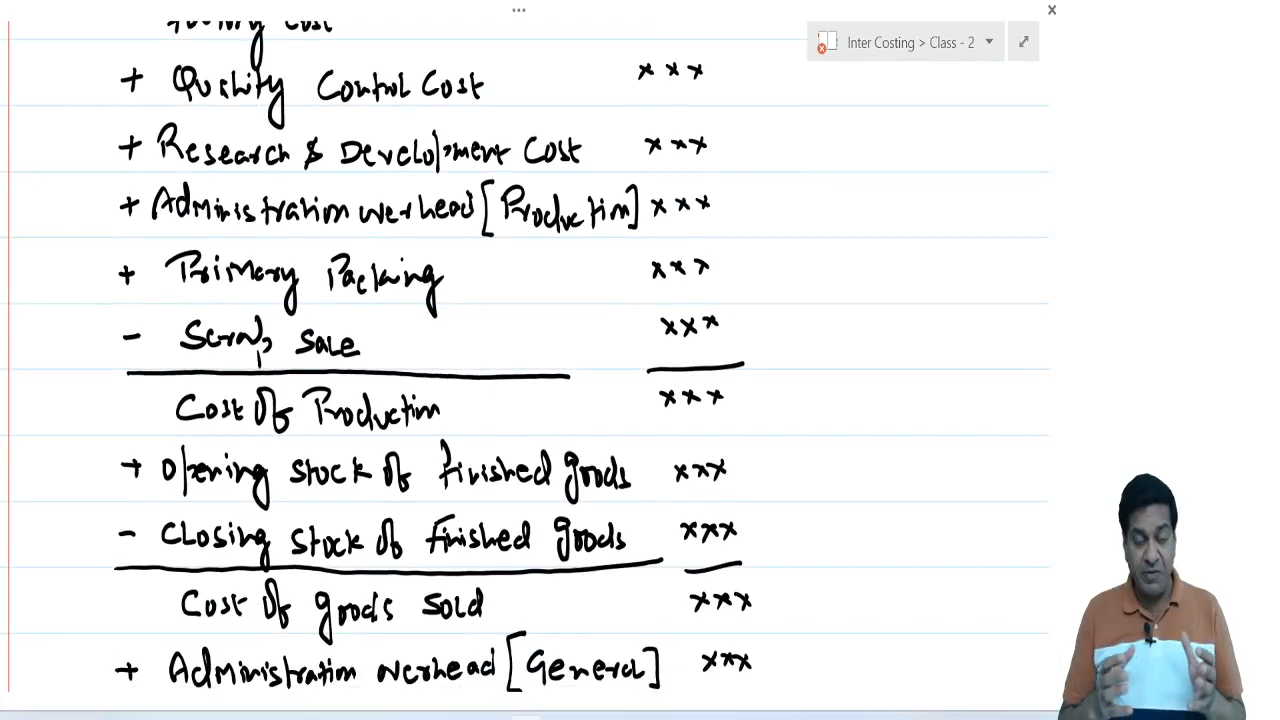 Inter Costing > Class - 2
Factory Cost
+ Quality Control Cost xxx
+ Research & Development Cost xxx
+ Administration overhead [Production] xxx
+ Primary Packing xxx
- Scrap Sale xxx
Cost of Production xxx
+ Opening stock of finished goods xxx
- Closing stock of finished goods xxx
Cost of goods sold xxx
+ Administration overhead [General] xxx